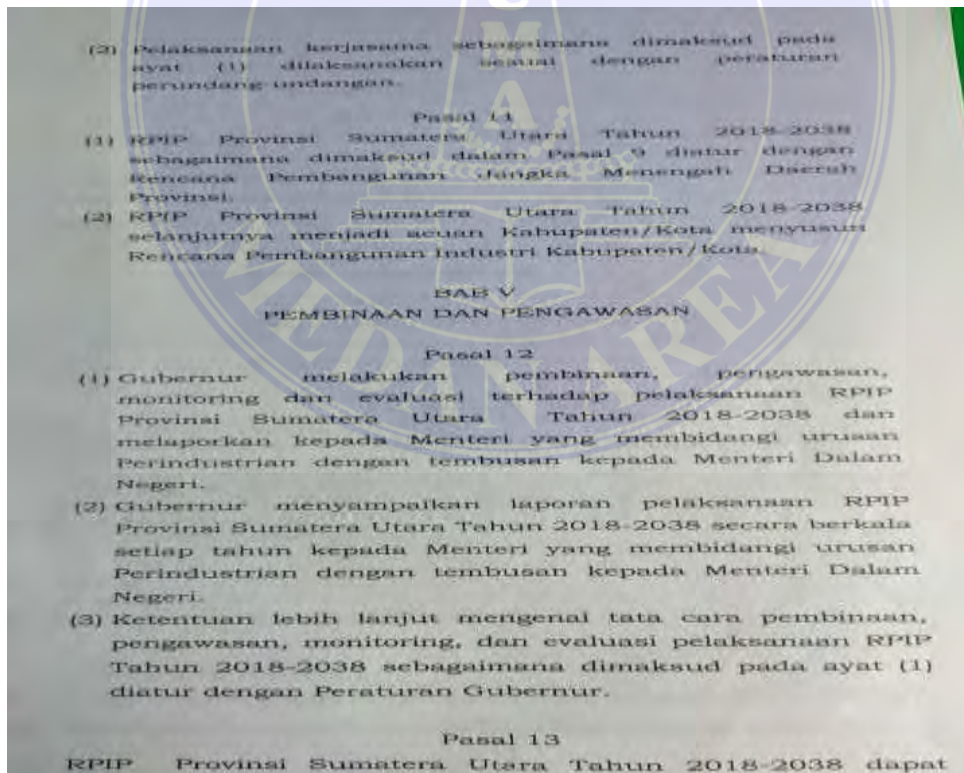 (2) Pelaksanaan kerjasama sebagaimana dimaksud pada
ayat (1) dilaksanakan sesuai dengan peraturan
perundang-undangan.
Pasal 11
(1) RPIP Provinsi Sumatera Utara Tahun 2018-2038
sebagaimana dimaksud dalam Pasal 9 diatur dengan
Rencana Pembangunan Jangka Menengah Daerah
Provinsi.
(2) RPIP Provinsi Sumatera Utara Tahun 2018-2038
selanjutnya menjadi acuan Kabupaten/Kota menyusun
Rencana Pembangunan Industri Kabupaten/Kota.
BAB V
PEMBINAAN DAN PENGAWASAN
Pasal 12
(1) Gubernur melakukan pembinaan, pengawasan,
monitoring dan evaluasi terhadap pelaksanaan RPIP
Provinsi Sumatera Utara Tahun 2018-2038 dan
melaporkan kepada Menteri yang membidangi urusan
Perindustrian dengan tembusan kepada Menteri Dalam
Negeri.
(2) Gubernur menyampaikan laporan pelaksanaan RPIP
Provinsi Sumatera Utara Tahun 2018-2038 secara berkala
setiap tahun kepada Menteri yang membidangi urusan
Perindustrian dengan tembusan kepada Menteri Dalam
Negeri.
(3) Ketentuan lebih lanjut mengenai tata cara pembinaan,
pengawasan, monitoring, dan evaluasi pelaksanaan RPIP
Tahun 2018-2038 sebagaimana dimaksud pada ayat (1)
diatur dengan Peraturan Gubernur.
Pasal 13
RPIP Provinsi Sumatera Utara Tahun 2018-2038 dapat
MEDAN AREA